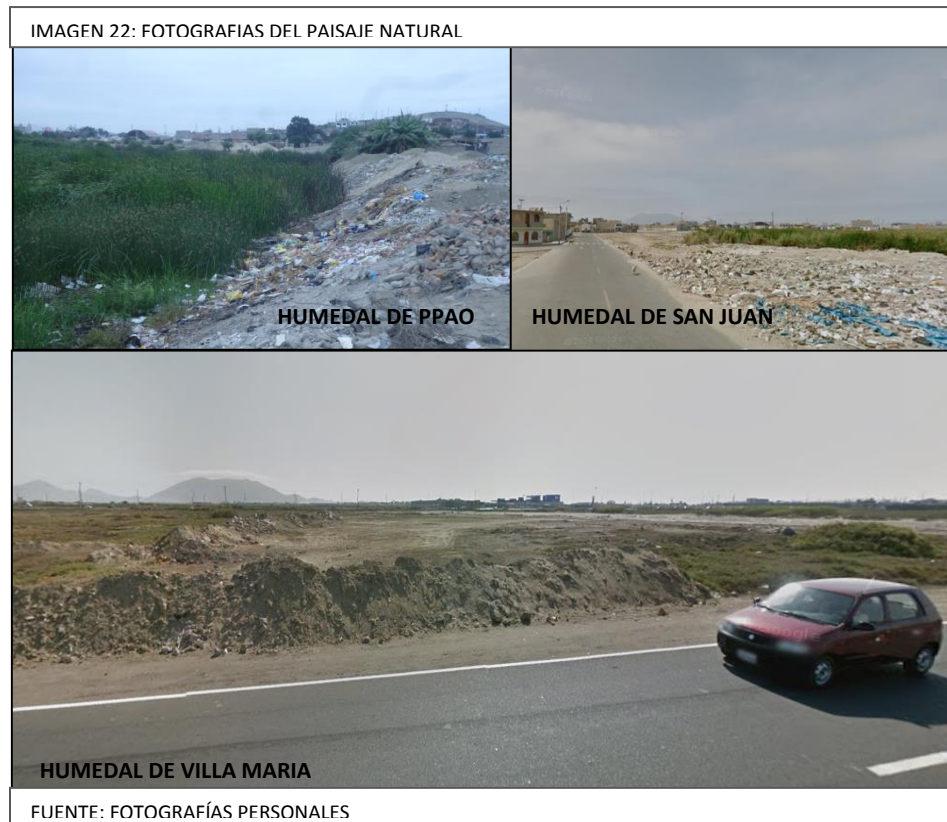 IMAGEN 22: FOTOGRAFIAS DEL PAISAJE NATURAL
HUMEDAL DE PPAO
HUMEDAL DE SAN JUAN
HUMEDAL DE VILLA MARIA
FUENTE: FOTOGRAFÍAS PERSONALES